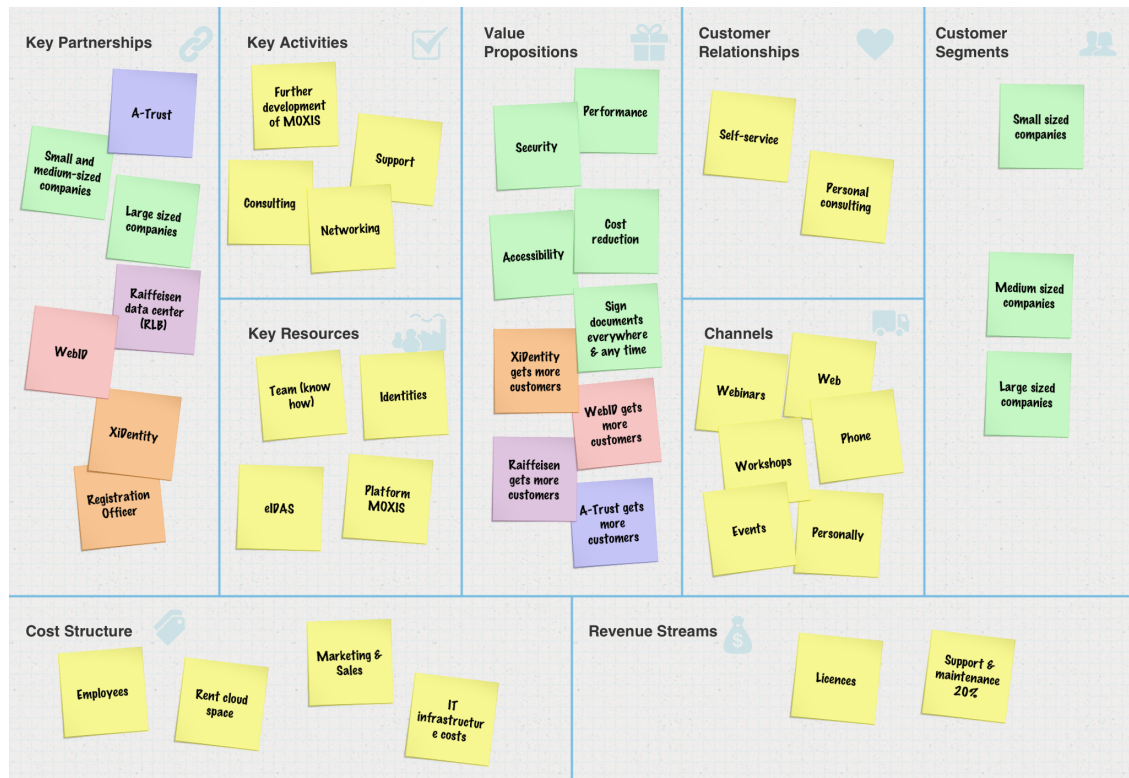 Key Partnerships
A-Trust
Small and
medium-sized
companies
Large sized
companies
Raiffeisen
data center
(RLB)
WebID
XiDentity
Registration
Officer
Key Activities
Further
development
of MOXIS
Support
Consulting
Networking
Key Resources
Team (know
how)
Identities
eIDAS
Platform
MOXIS
Value
Propositions
Performance
Security
Cost
reduction
Accessibility
Sign
documents
everywhere
& any time
XiDentity
gets more
customers
WebID gets
more
customers
Raiffeisen
gets more
customers
A-Trust gets
more
customers
Customer
Relationships
Self-service
Personal
consulting
Channels
Webinars
Web
Phone
Workshops
Events
Personally
Customer
Segments
Small sized
companies
Medium sized
companies
Large sized
companies
Cost Structure
Employees
Rent cloud
space
Marketing &
Sales
IT
infrastructur
e costs
Revenue Streams
$
Licences
Support &
maintenance
20%